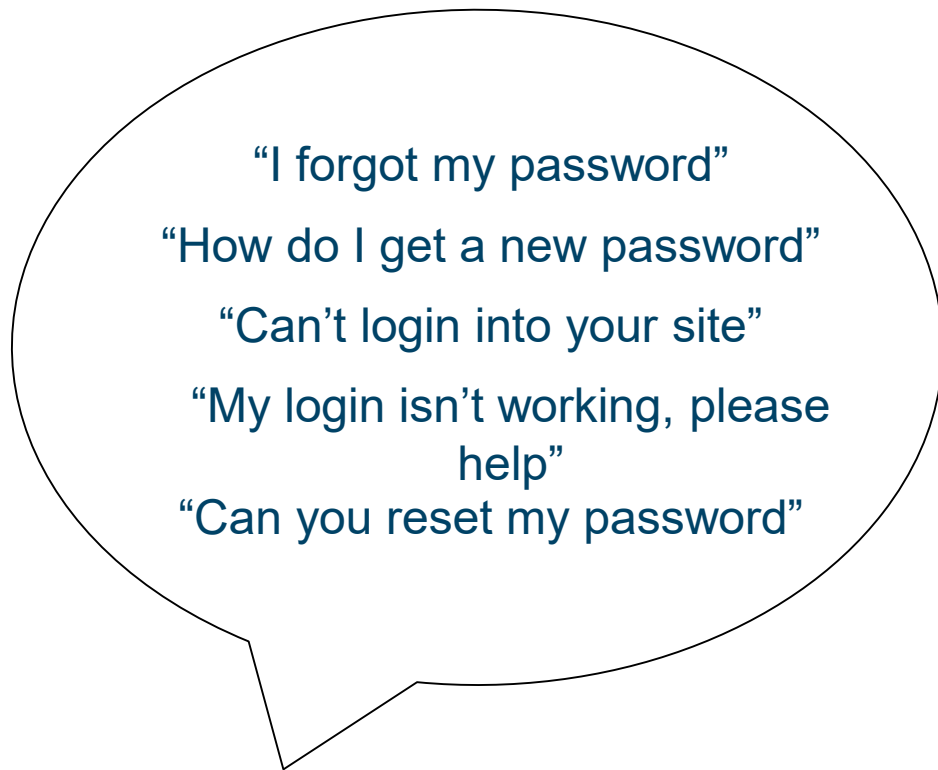 “I forgot my password”
“How do I get a new password”
“Can’t login into your site”
“My login isn’t working, please
help”
“Can you reset my password”